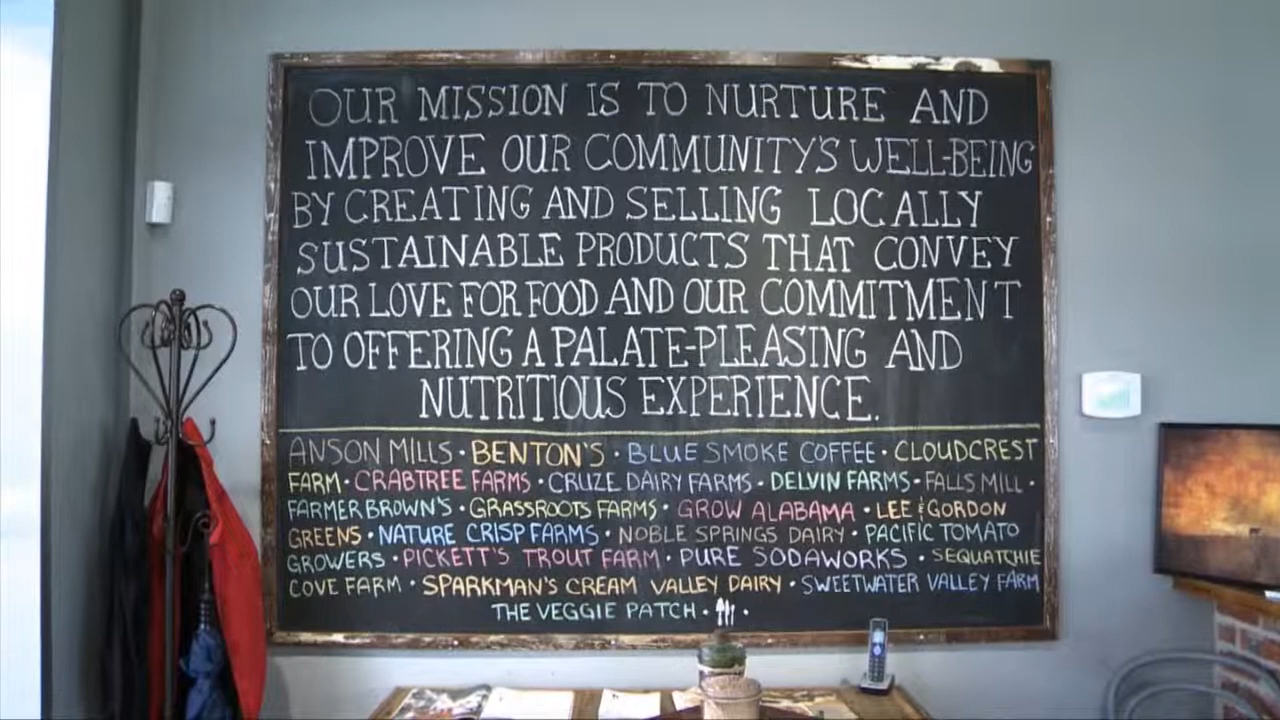 OUR MISSION IS TO NURTURE AND
IMPROVE OUR COMMUNITY'S WELL-BEING
BY CREATING AND SELLING LOCALLY
SUSTAINABLE PRODUCTS THAT CONVEY
OUR LOVE FOR FOOD AND OUR COMMITMENT
TO OFFERING A PALATE-PLEASING AND
NUTRITIOUS EXPERIENCE.
ANSON MILLS · BENTON'S · BLUE SMOKE COFFEE · CLOUDCREST
FARM · CRABTREE FARMS · CRUZE DAIRY FARMS · DELVIN FARMS · FALLS MILL ·
FARMER BROWN'S · GRASSROOTS FARMS · GROW ALABAMA · LEE & GORDON
GREENS · NATURE CRISP FARMS · NOBLE SPRINGS DAIRY · PACIFIC TOMATO
GROWERS · PICKETT'S TROUT FARM · PURE SODAWORKS · SEQUATCHIE
COVE FARM · SPARKMAN'S CREAM VALLEY DAIRY · SWEETWATER VALLEY FARM
THE VEGGIE PATCH · ·